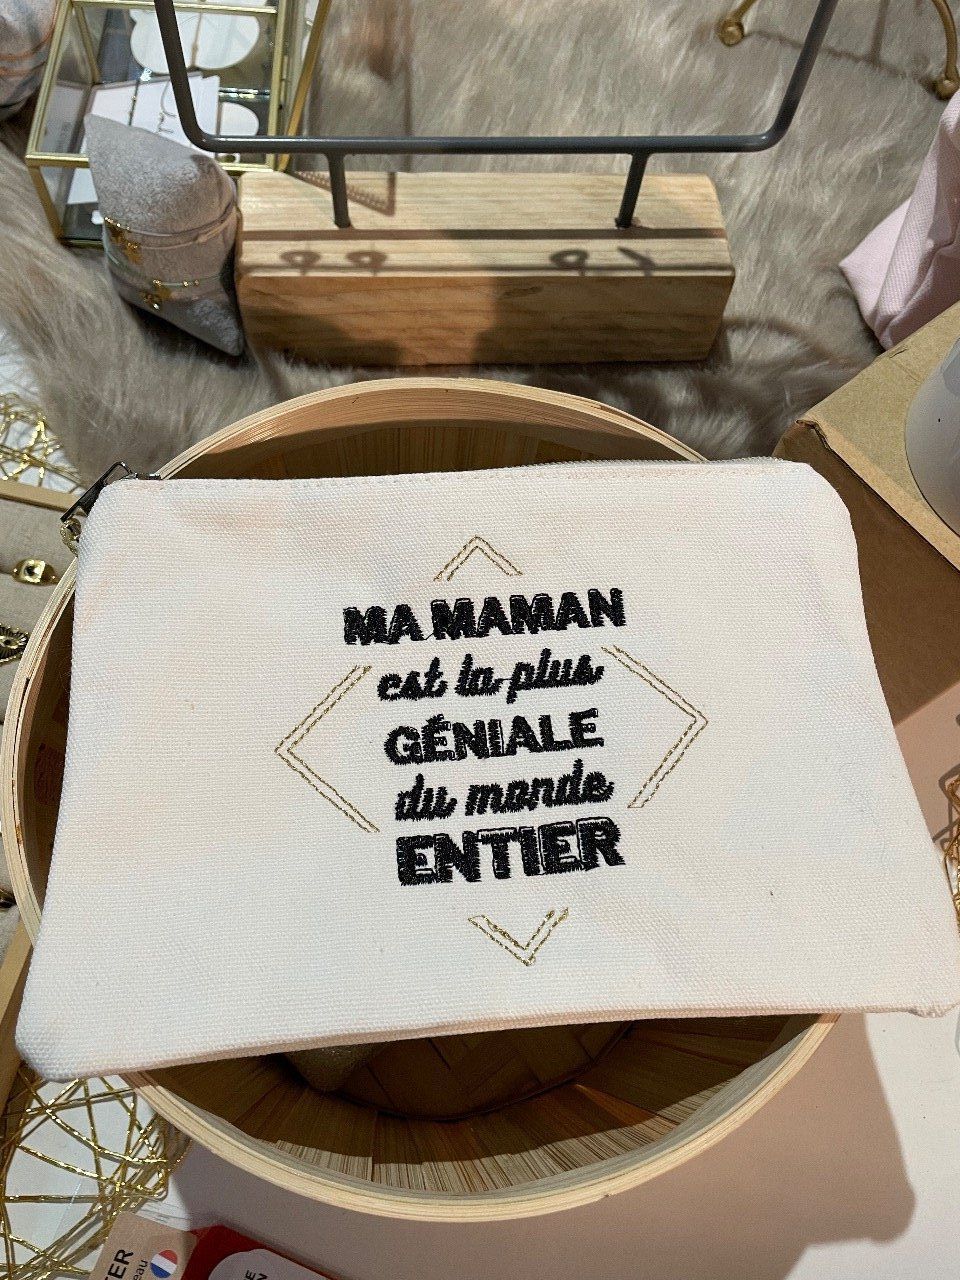 MA MAMAN
est la plus
GÉNIALE
du monde
ENTIER